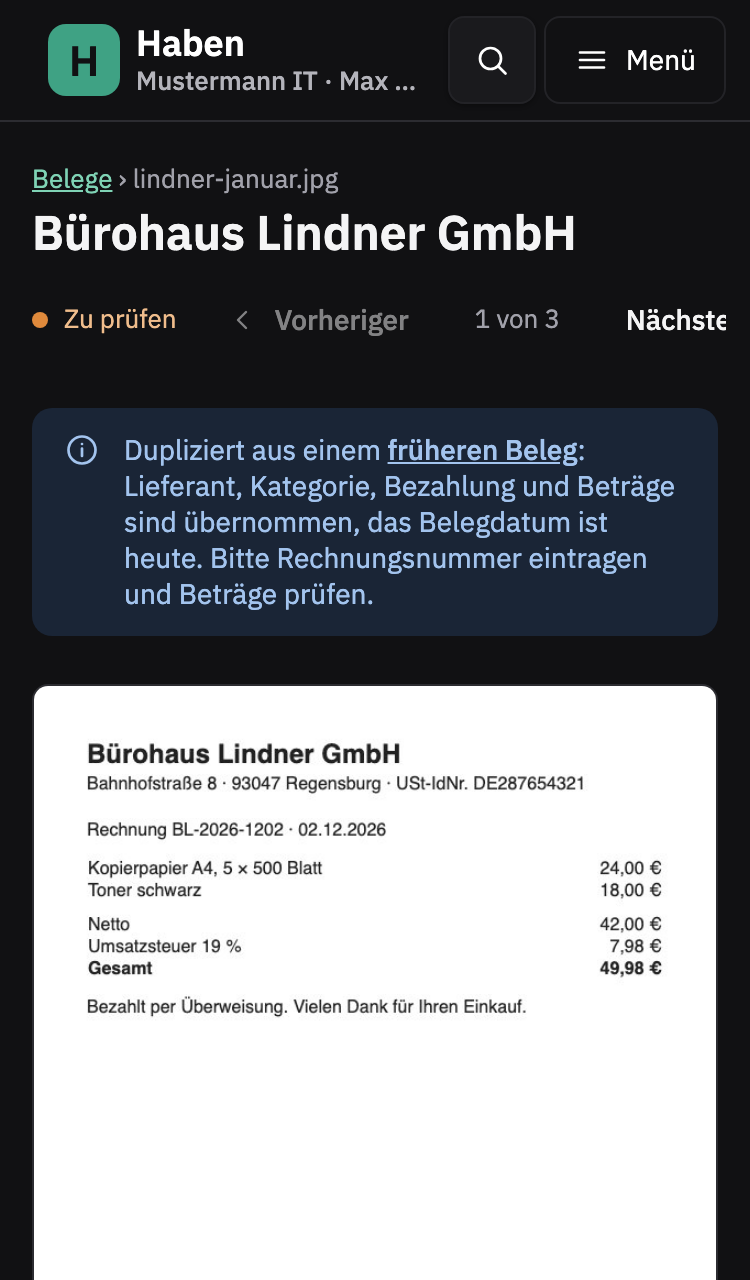 H
Haben
Mustermann IT · Max ...
Menü
Belege › lindner-januar.jpg
Bürohaus Lindner GmbH
Zu prüfen
Vorheriger
1 von 3
Nächste
Dupliziert aus einem früheren Beleg:
Lieferant, Kategorie, Bezahlung und Beträge
sind übernommen, das Belegdatum ist
heute. Bitte Rechnungsnummer eintragen
und Beträge prüfen.
Bürohaus Lindner GmbH
Bahnhofstraße 8 · 93047 Regensburg · USt-IdNr. DE287654321
Rechnung BL-2026-1202 · 02.12.2026
Kopierpapier A4, 5 × 500 Blatt 24,00 €
Toner schwarz 18,00 €
Netto 42,00 €
Umsatzsteuer 19 % 7,98 €
Gesamt 49,98 €
Bezahlt per Überweisung. Vielen Dank für Ihren Einkauf.